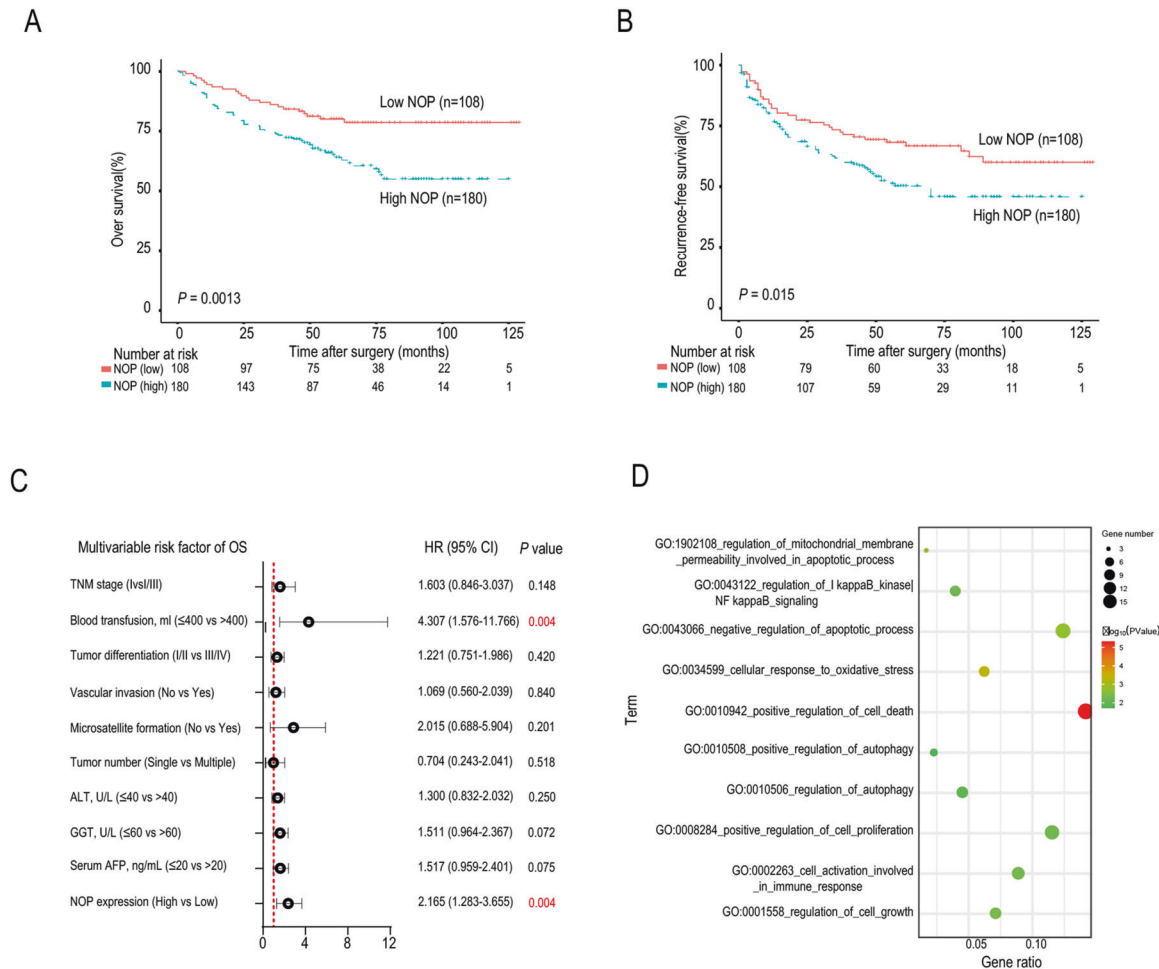 A
100
75
50
25
0
Over survival(%)
Low NOP (n=108)
High NOP (n=180)
P = 0.0013
0 25 50 75 100 125
Number at risk
Time after surgery (months)
NOP (low) 108 97 75 38 22 5
NOP (high) 180 143 87 46 14 1
B
100
75
50
25
0
Recurrence-free survival(%)
Low NOP (n=108)
High NOP (n=180)
P = 0.015
0 25 50 75 100 125
Number at risk
Time after surgery (months)
NOP (low) 108 79 60 33 18 5
NOP (high) 180 107 59 29 11 1
C
Multivariable risk factor of OS HR (95% CI) P value
TNM stage (IvsI/III) 1.603 (0.846-3.037) 0.148
Blood transfusion, ml (≤400 vs >400) 4.307 (1.576-11.766) 0.004
Tumor differentiation (I/II vs III/IV) 1.221 (0.751-1.986) 0.420
Vascular invasion (No vs Yes) 1.069 (0.560-2.039) 0.840
Microsatellite formation (No vs Yes) 2.015 (0.688-5.904) 0.201
Tumor number (Single vs Multiple) 0.704 (0.243-2.041) 0.518
ALT, U/L (≤40 vs >40) 1.300 (0.832-2.032) 0.250
GGT, U/L (≤60 vs >60) 1.511 (0.964-2.367) 0.072
Serum AFP, ng/mL (≤20 vs >20) 1.517 (0.959-2.401) 0.075
NOP expression (High vs Low) 2.165 (1.283-3.655) 0.004
0 4 8 12
D
Term
GO:1902108_regulation_of_mitochondrial_membrane
_permeability_involved_in_apoptotic_process
GO:0043122_regulation_of_I kappaB_kinase|
NF kappaB_signaling
GO:0043066_negative_regulation_of_apoptotic_process
GO:0034599_cellular_response_to_oxidative_stress
GO:0010942_positive_regulation_of_cell_death
GO:0010508_positive_regulation_of_autophagy
GO:0010506_regulation_of_autophagy
GO:0008284_positive_regulation_of_cell_proliferation
GO:0002263_cell_activation_involved
_in_immune_response
GO:0001558_regulation_of_cell_growth
0.05 0.10
Gene ratio
Gene number
3
6
9
12
15
log10(PValue)
5
4
3
2